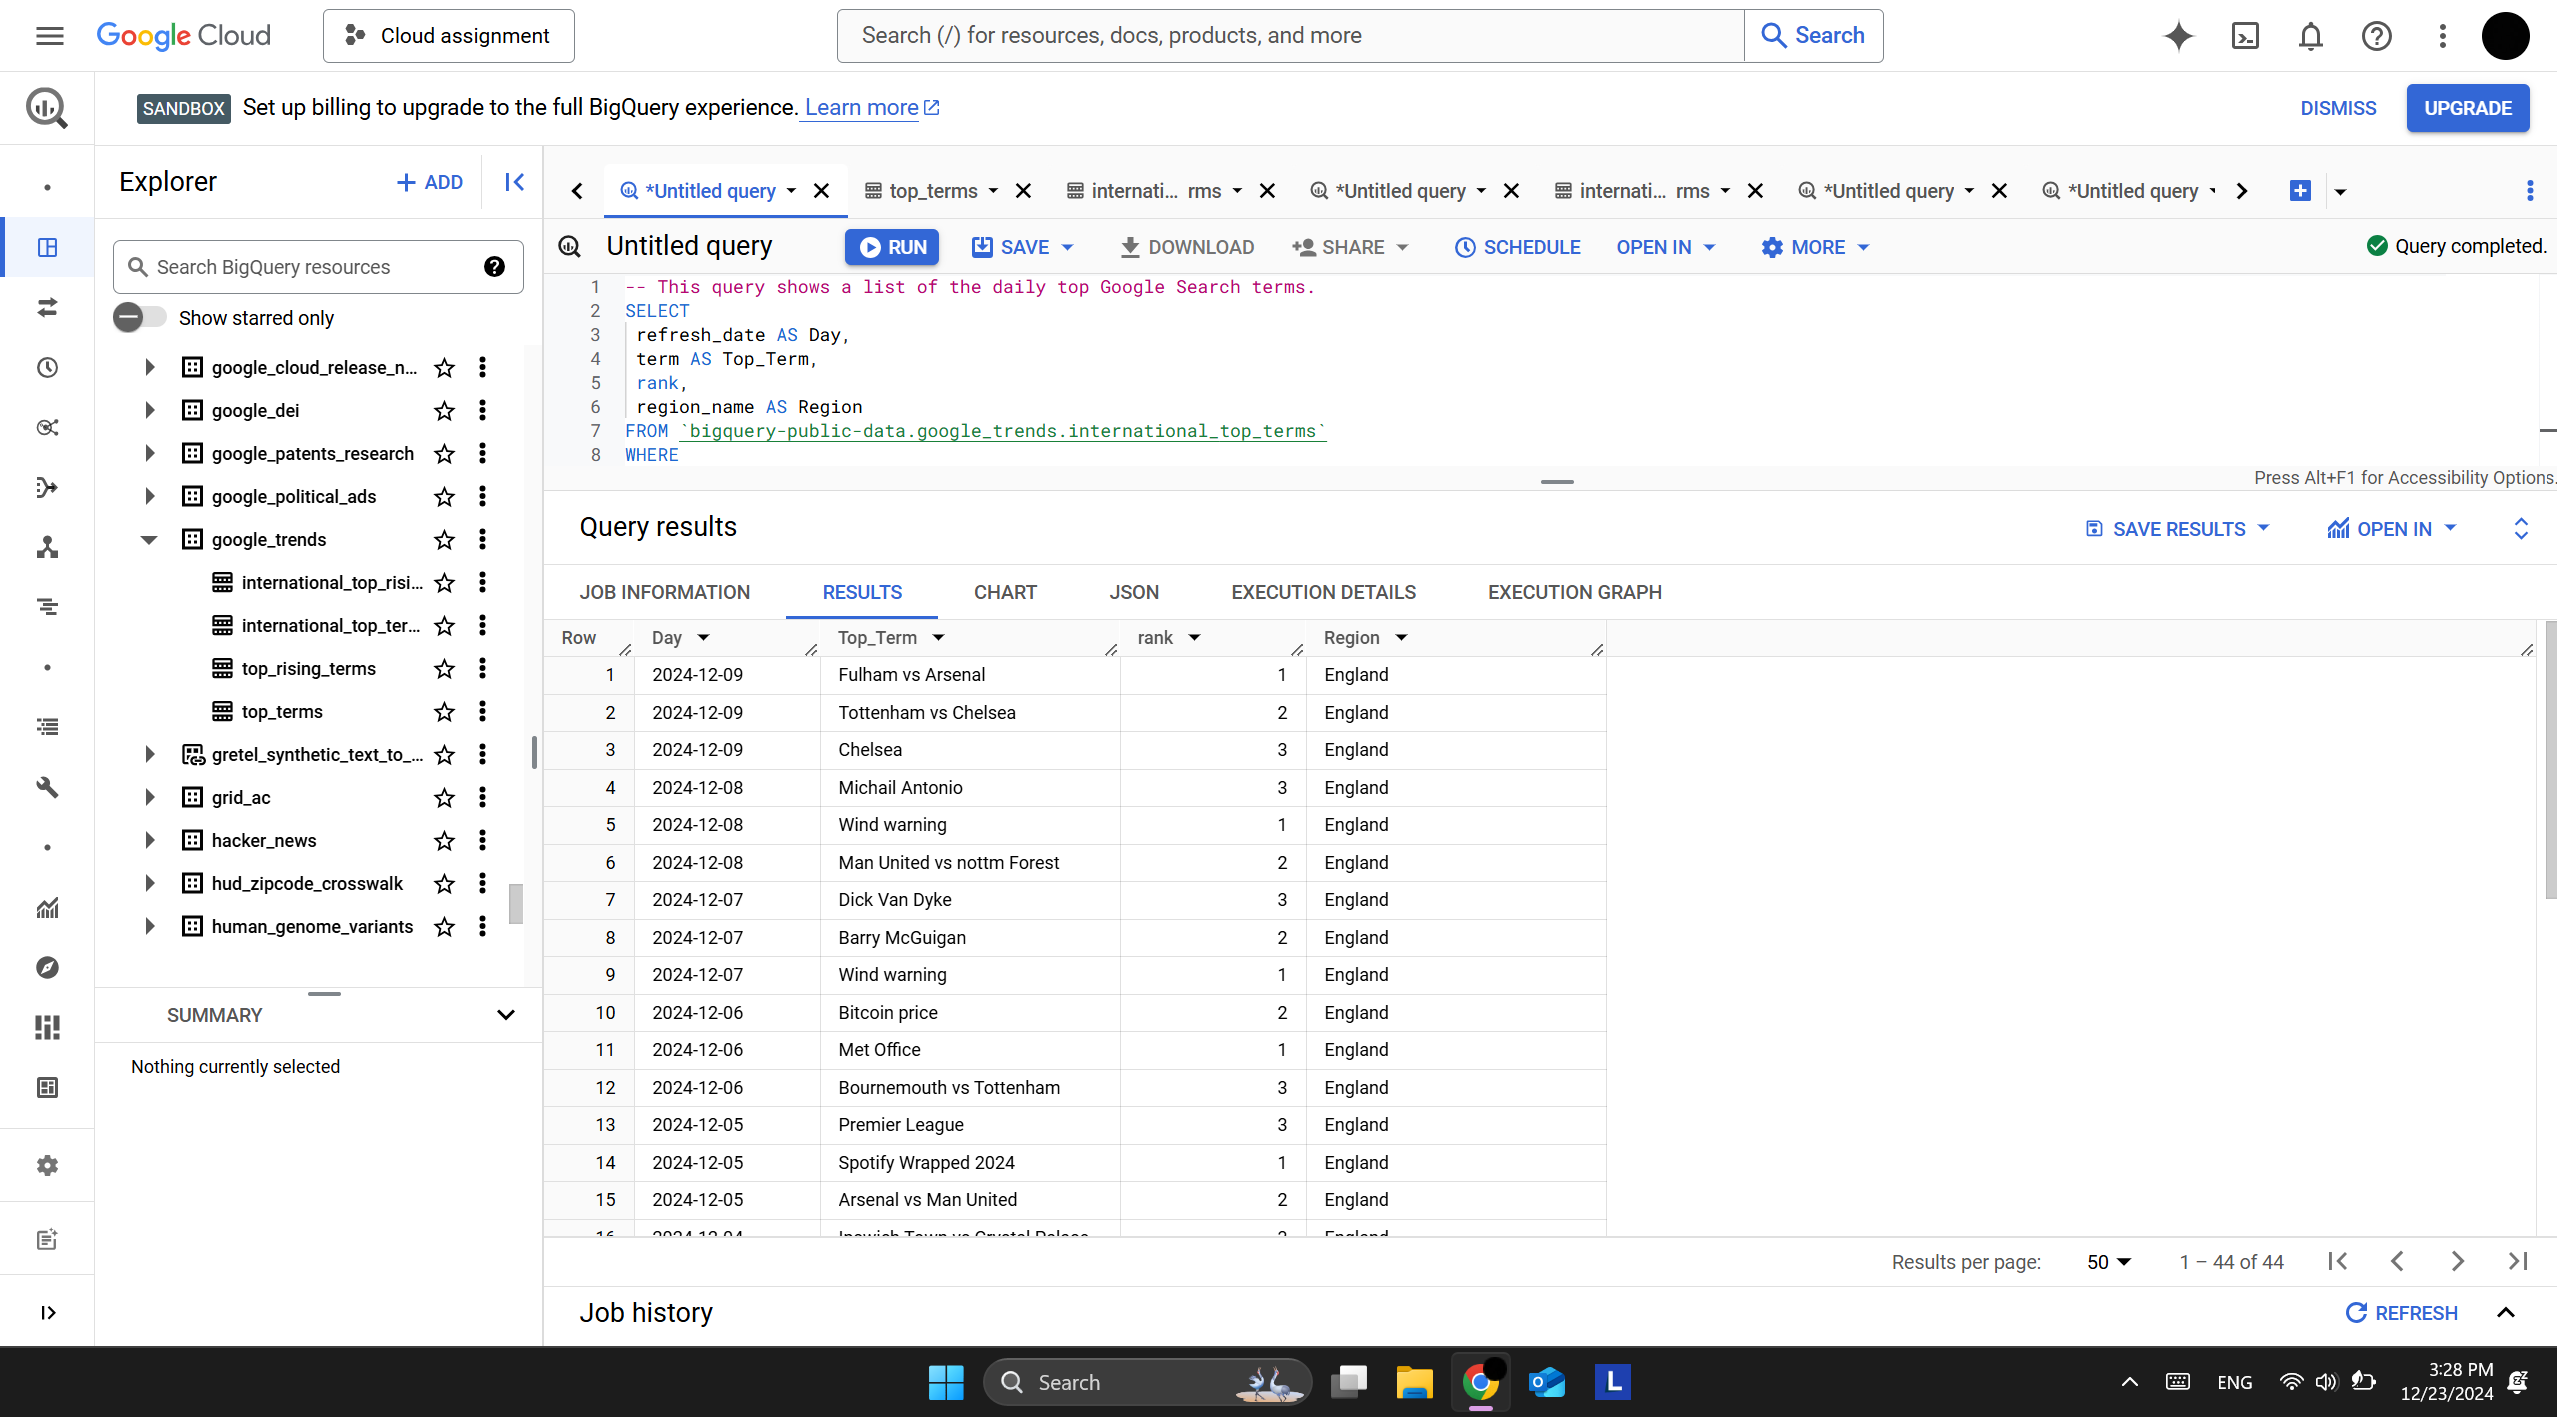 Google Cloud
Cloud assignment
Search (/) for resources, docs, products, and more
Search
SANDBOX Set up billing to upgrade to the full BigQuery experience. Learn more
DISMISS
UPGRADE
Explorer
ADD
*Untitled query
top_terms
internati... rms
*Untitled query
internati... rms
*Untitled query
*Untitled query
Search BigQuery resources
Show starred only
google_cloud_release_n...
google_dei
google_patents_research
google_political_ads
google_trends
international_top_risi...
international_top_ter...
top_rising_terms
top_terms
gretel_synthetic_text_to_...
grid_ac
hacker_news
hud_zipcode_crosswalk
human_genome_variants
SUMMARY
Nothing currently selected
Untitled query
RUN
SAVE
DOWNLOAD
SHARE
SCHEDULE
OPEN IN
MORE
Query completed.
1 -- This query shows a list of the daily top Google Search terms.
2 SELECT
3 refresh_date AS Day,
4 term AS Top_Term,
5 rank,
6 region_name AS Region
7 FROM `bigquery-public-data.google_trends.international_top_terms`
8 WHERE
Press Alt+F1 for Accessibility Options.
Query results
SAVE RESULTS
OPEN IN
JOB INFORMATION
RESULTS
CHART
JSON
EXECUTION DETAILS
EXECUTION GRAPH
Row Day Top_Term rank Region
1 2024-12-09 Fulham vs Arsenal 1 England
2 2024-12-09 Tottenham vs Chelsea 2 England
3 2024-12-09 Chelsea 3 England
4 2024-12-08 Michail Antonio 3 England
5 2024-12-08 Wind warning 1 England
6 2024-12-08 Man United vs nottm Forest 2 England
7 2024-12-07 Dick Van Dyke 3 England
8 2024-12-07 Barry McGuigan 2 England
9 2024-12-07 Wind warning 1 England
10 2024-12-06 Bitcoin price 2 England
11 2024-12-06 Met Office 1 England
12 2024-12-06 Bournemouth vs Tottenham 3 England
13 2024-12-05 Premier League 3 England
14 2024-12-05 Spotify Wrapped 2024 1 England
15 2024-12-05 Arsenal vs Man United 2 England
16 2024-12-04 Ipswich Town vs Crystal Palace England
Results per page: 50 1 – 44 of 44
Job history
REFRESH
Search
L
ENG
3:28 PM
12/23/2024